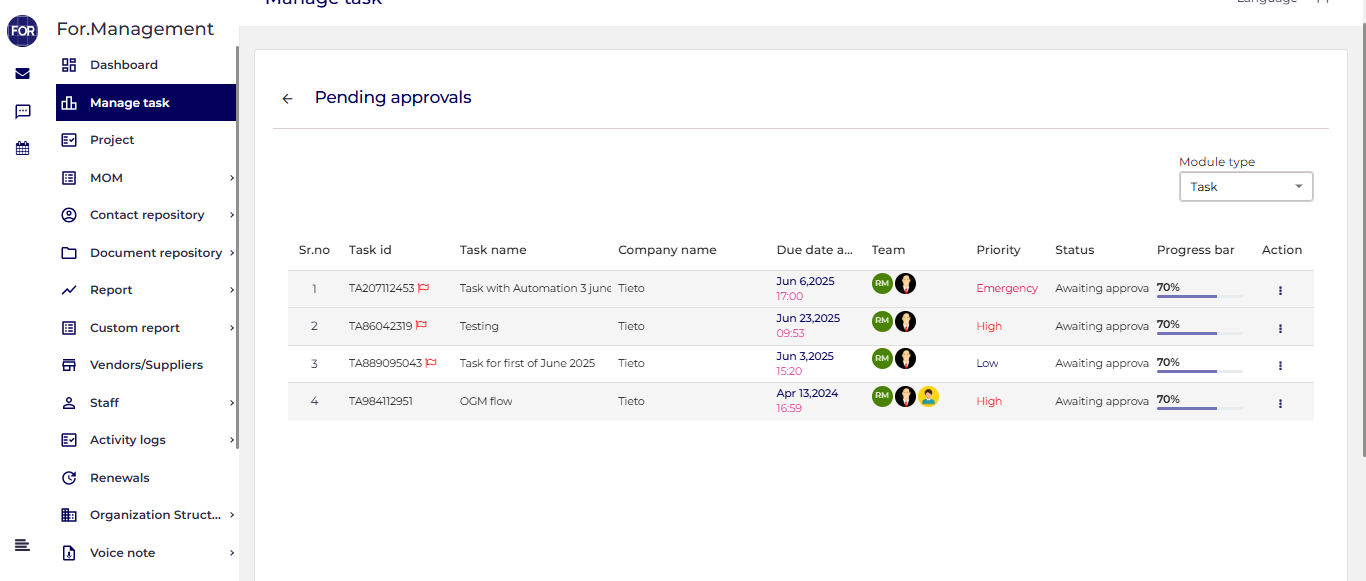 Manage task
Language
FOR
For.Management
Dashboard
Manage task
Project
MOM
Contact repository
Document repository
Report
Custom report
Vendors/Suppliers
Staff
Activity logs
Renewals
Organization Struct...
Voice note
Pending approvals
Module type
Task
Sr.no Task id Task name Company name Due date a... Team Priority Status Progress bar Action
1 TA207112453 Task with Automation 3 june Tieto Jun 6,2025 17:00 RM Emergency Awaiting approva 70%
2 TA86042319 Testing Tieto Jun 23,2025 09:53 RM High Awaiting approva 70%
3 TA889095043 Task for first of June 2025 Tieto Jun 3,2025 15:20 RM Low Awaiting approva 70%
4 TA984112951 OGM flow Tieto Apr 13,2024 16:59 RM High Awaiting approva 70%